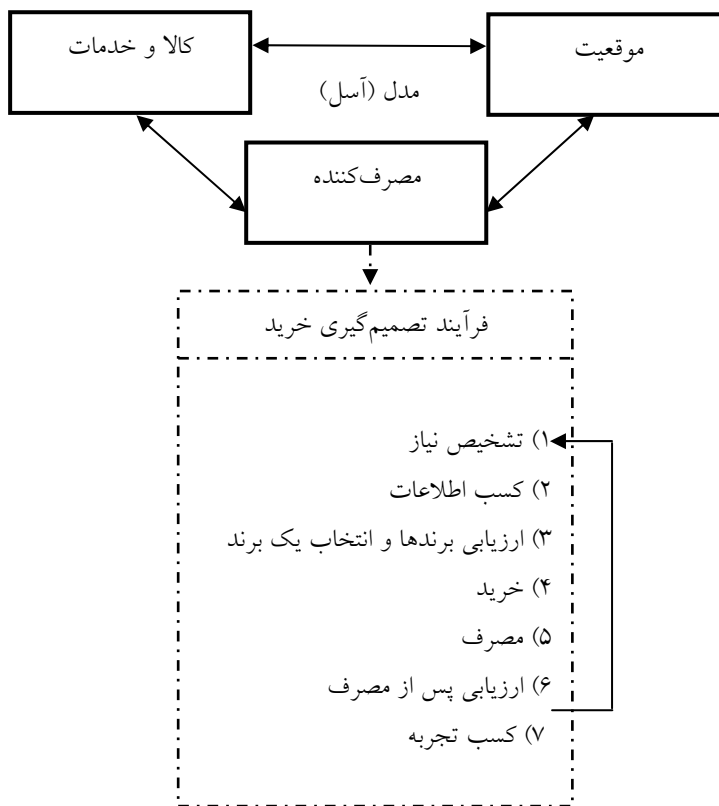 موقعیت
کالا و خدمات
مدل (آسل)
مصرف‌کننده
فرآیند تصمیم‌گیری خرید
۱) تشخیص نیاز
۲) کسب اطلاعات
۳) ارزیابی برندها و انتخاب یک برند
۴) خرید
۵) مصرف
۶) ارزیابی پس از مصرف
۷) کسب تجربه